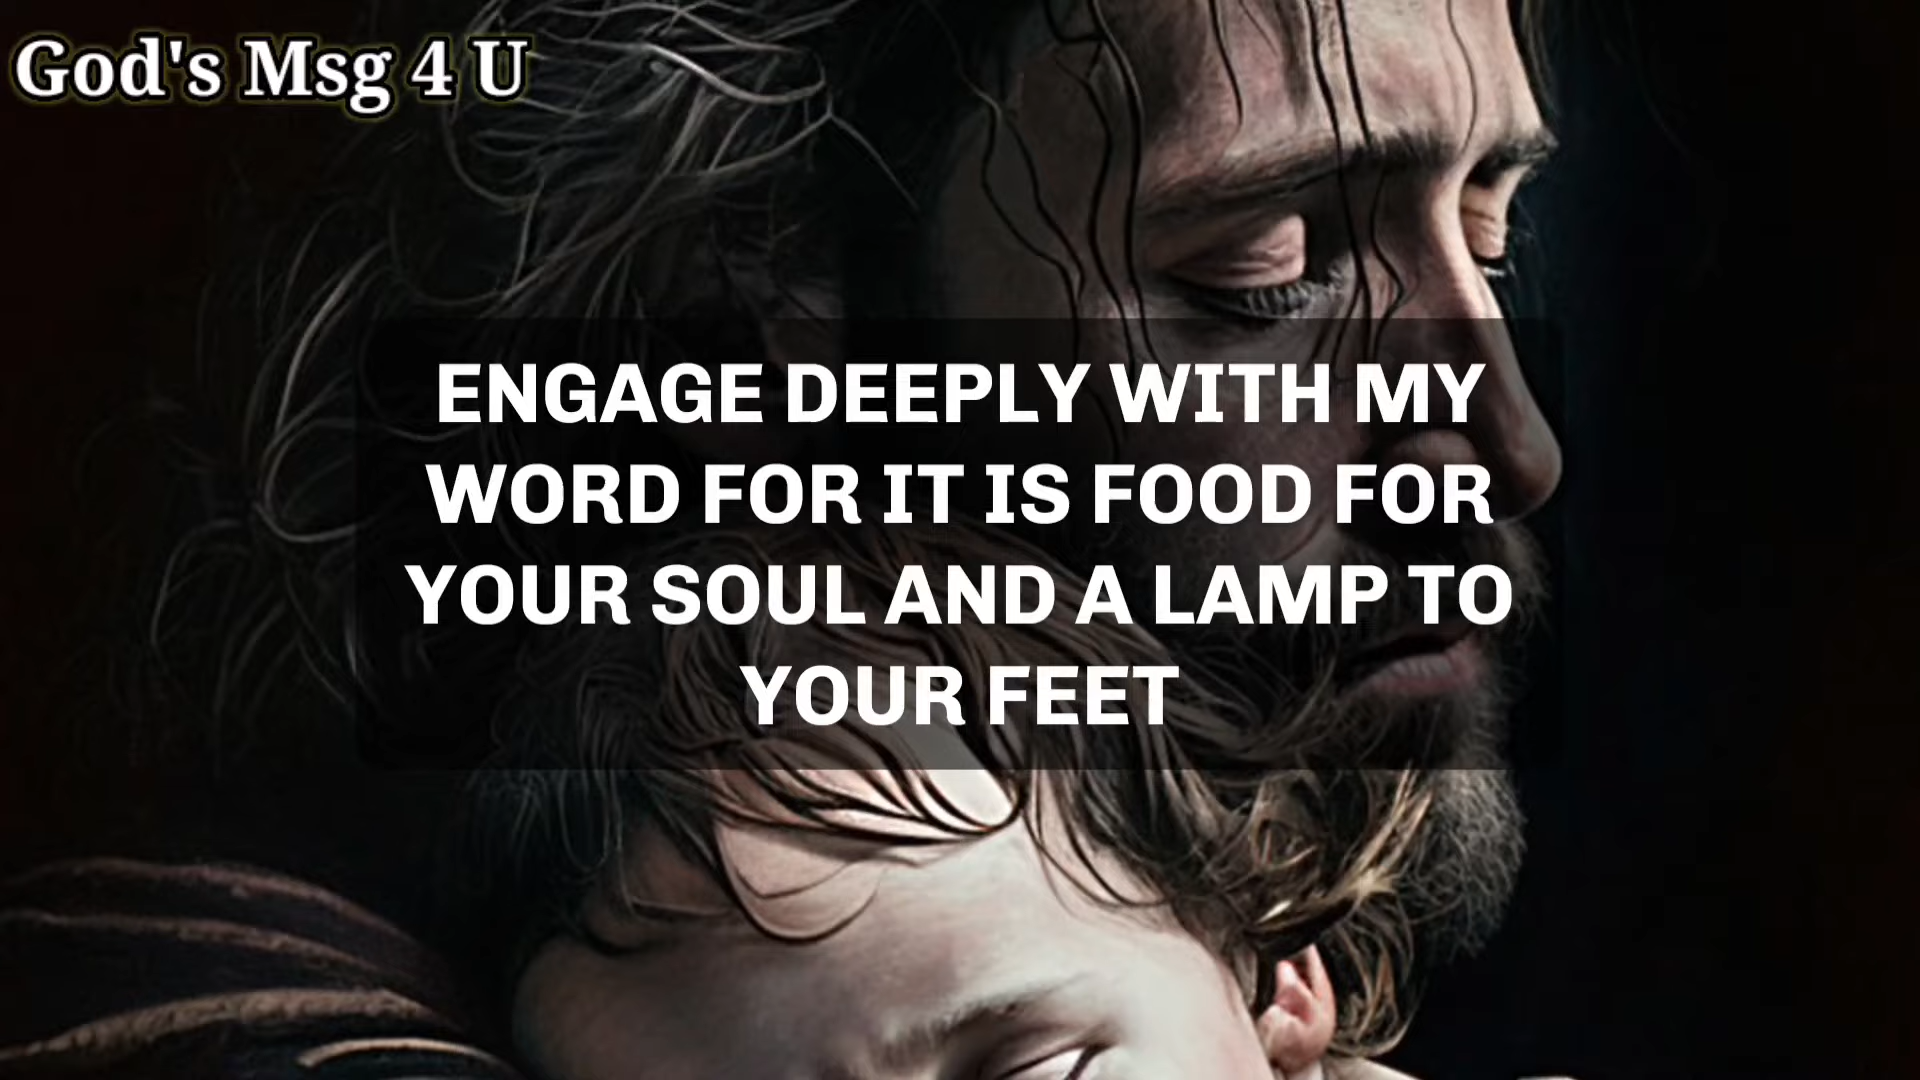 God's Msg 4 U
ENGAGE DEEPLY WITH MY
WORD FOR IT IS FOOD FOR
YOUR SOUL AND A LAMP TO
YOUR FEET